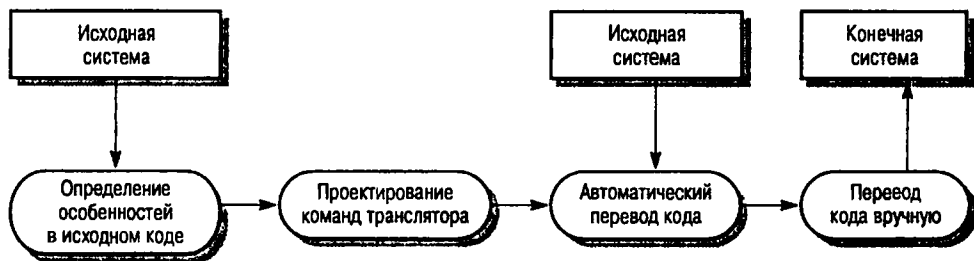 Исходная
система
Исходная
система
Конечная
система
Определение
особенностей
в исходном коде
Проектирование
команд транслятора
Автоматический
перевод кода
Перевод
кода вручную